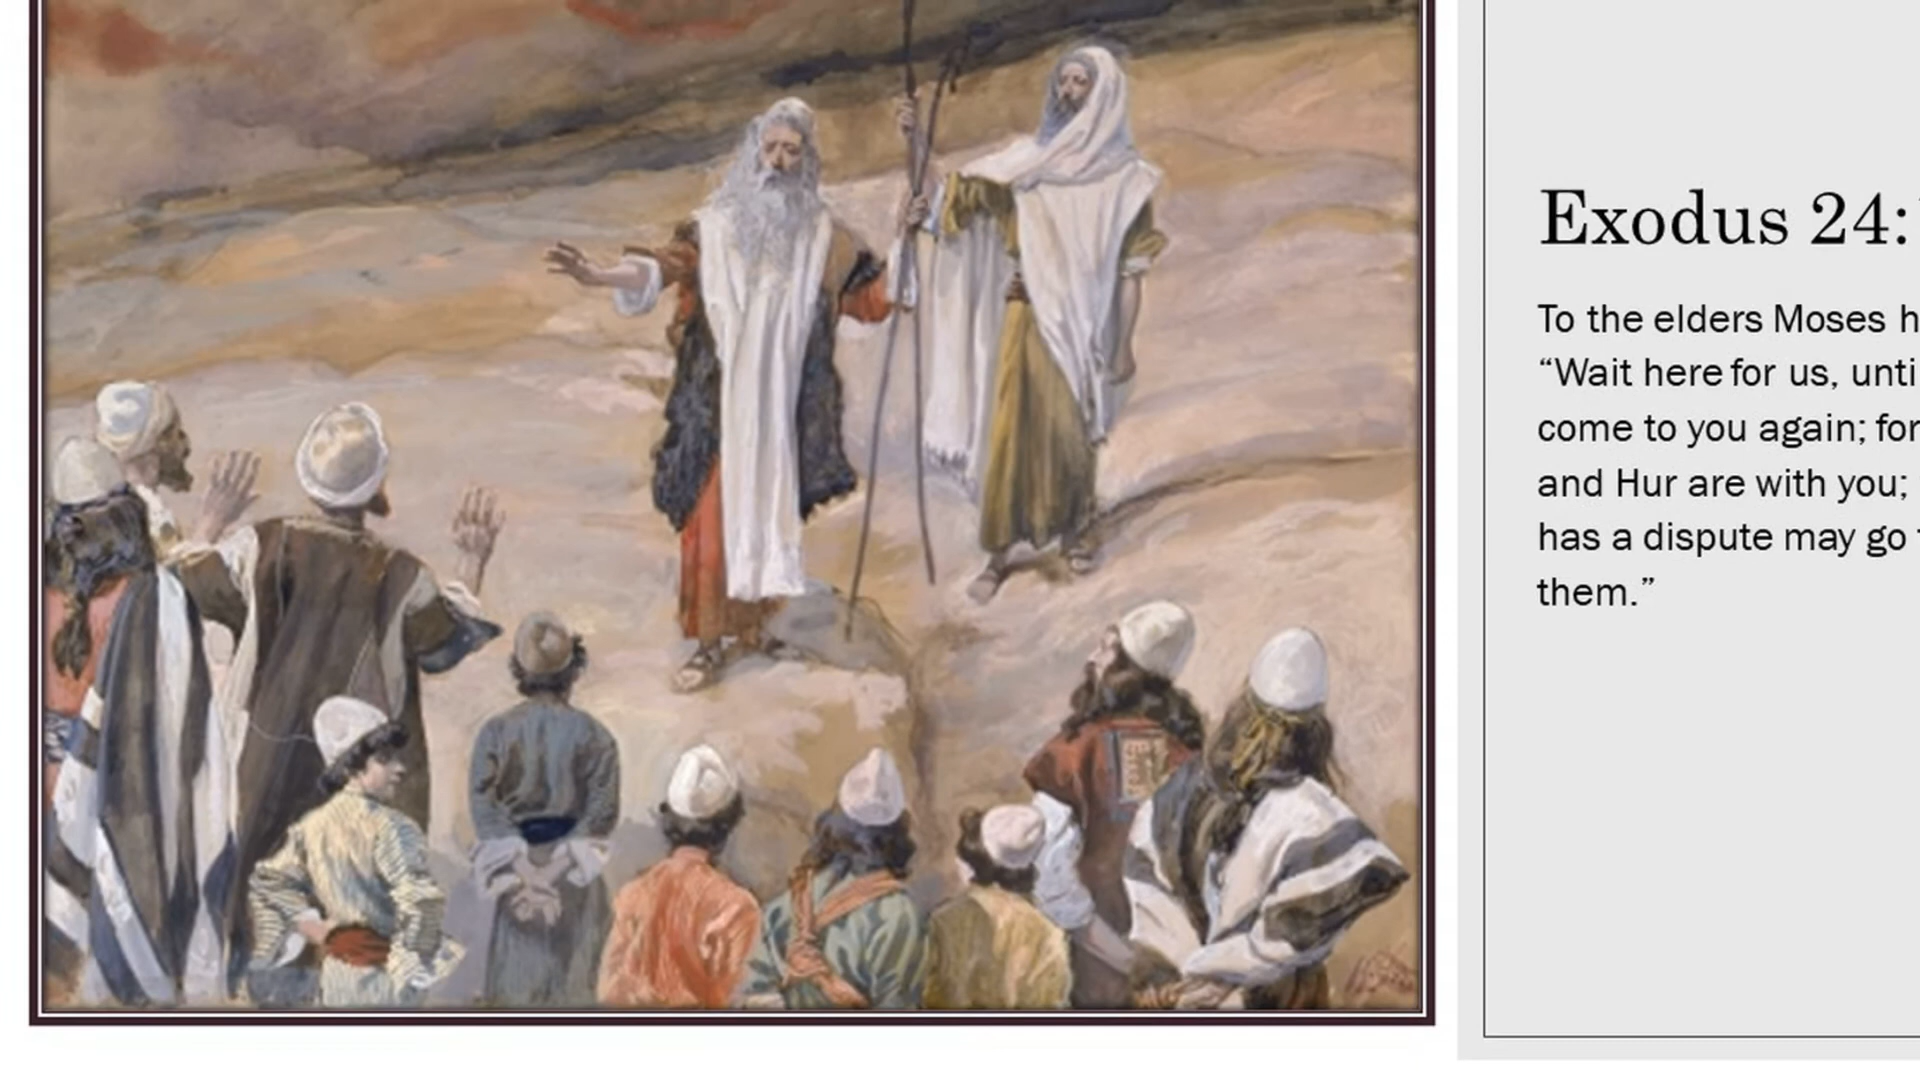 Exodus 24:
To the elders Moses h
“Wait here for us, unti
come to you again; for
and Hur are with you;
has a dispute may go
them.”